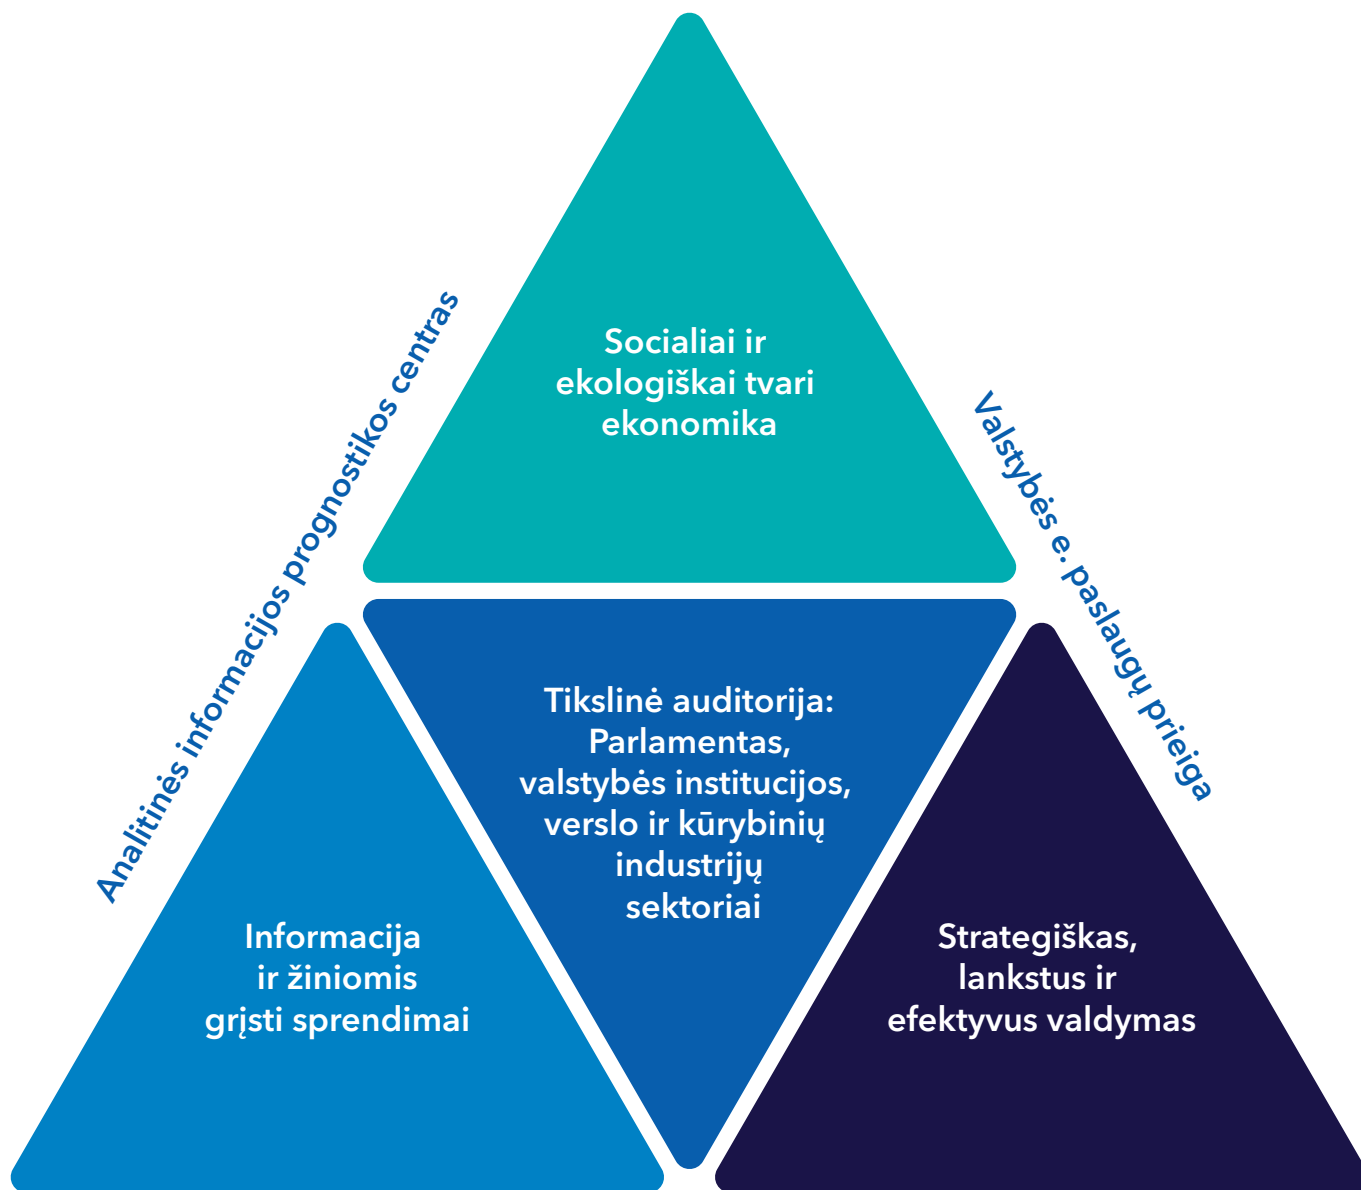 Socialiai ir
ekologiškai tvari
ekonomika
Analitinės informacijos prognostikos centras
Valstybės e. paslaugų prieiga
Tikslinė auditorija:
Parlamentas,
valstybės institucijos,
verslo ir kūrybinių
industrijų
sektoriai
Informacija
ir žiniomis
grįsti sprendimai
Strategiškas,
lankstus ir
efektyvus valdymas